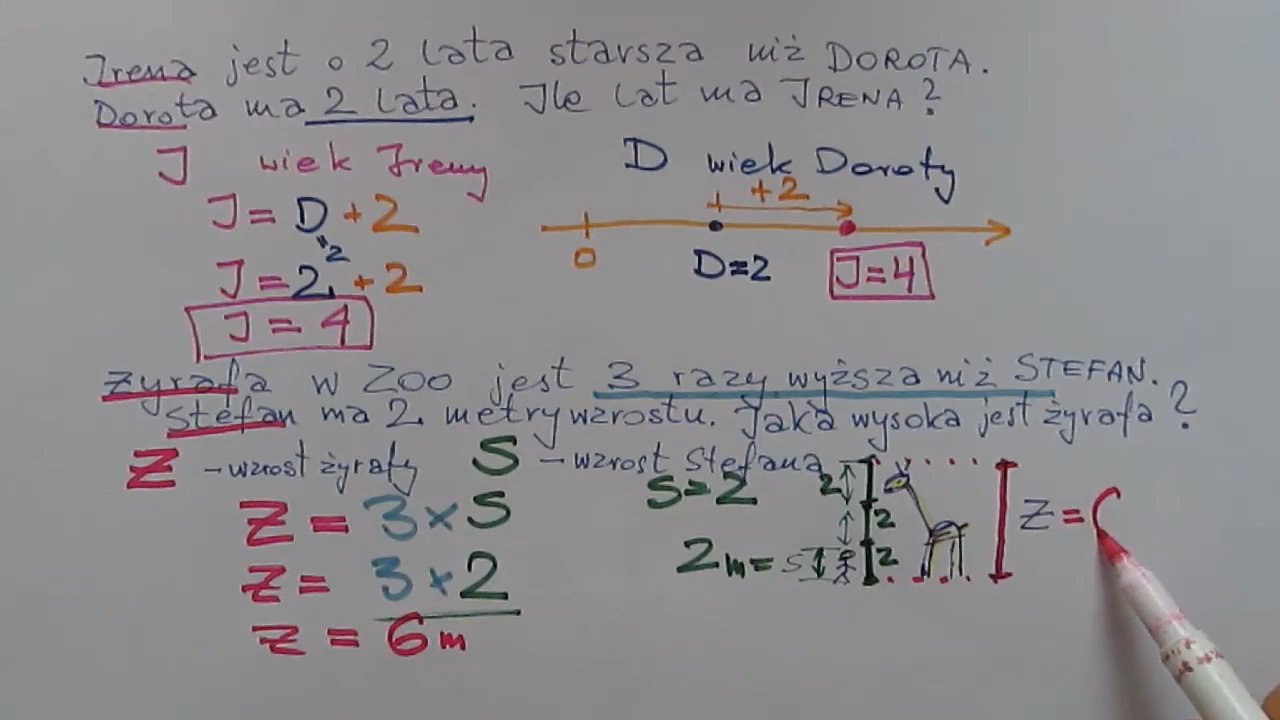 Irena jest o 2 lata starsza niż DOROTA.
Dorota ma 2 lata. Ile lat ma IRENA?
I wiek Ireny
D wiek Doroty
I = D + 2
"2
I = 2 + 2
I = 4
+2
0
D=2
I=4
Żyrafa w ZOO jest 3 razy wyższa niż STEFAN.
Stefan ma 2 metry wzrostu. Jaka wysoka jest żyrafa?
Z - wzrost żyrafy
S - wzrost Stefana
Z = 3 × S
Z = 3 × 2
Z = 6 m
S = 2
2 m = S
2
2
2
Z =